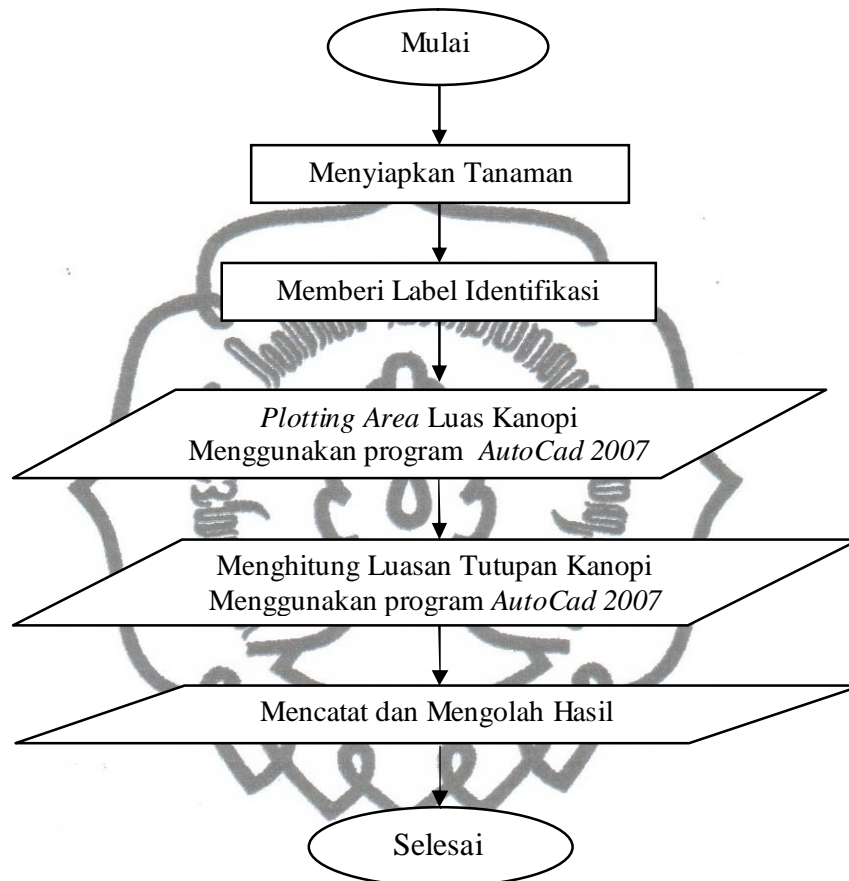 Mulai
Menyiapkan Tanaman
Memberi Label Identifikasi
Plotting Area Luas Kanopi
Menggunakan program AutoCad 2007
Menghitung Luasan Tutupan Kanopi
Menggunakan program AutoCad 2007
Mencatat dan Mengolah Hasil
Selesai